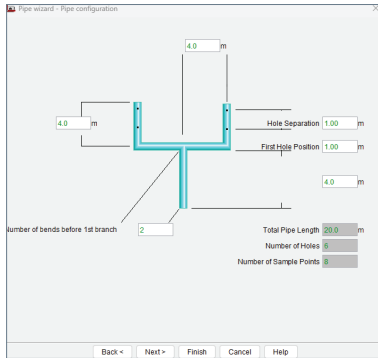 Pipe wizard - Pipe configuration
4.0 m
4.0 m
Hole Separation 1.00 m
First Hole Position 1.00 m
4.0 m
Number of bends before 1st branch 2
Total Pipe Length 20.0 m
Number of Holes 6
Number of Sample Points 8
Back < Next > Finish Cancel Help